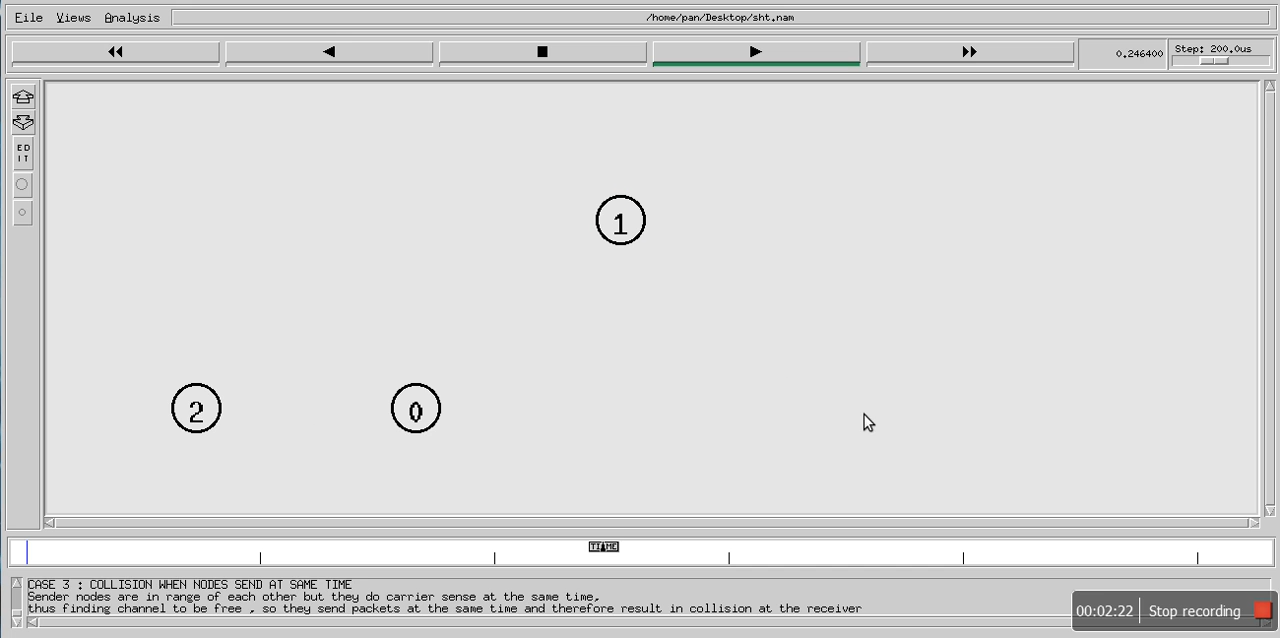 File Views Analysis /home/pan/Desktop/sht.nam
0.246400 Step: 200.0us
ED
IT
1
2 0
TIME
CASE 3 : COLLISION WHEN NODES SEND AT SAME TIME
Sender nodes are in range of each other but they do carrier sense at the same time,
thus finding channel to be free , so they send packets at the same time and therefore result in collision at the receiver
00:02:22 Stop recording